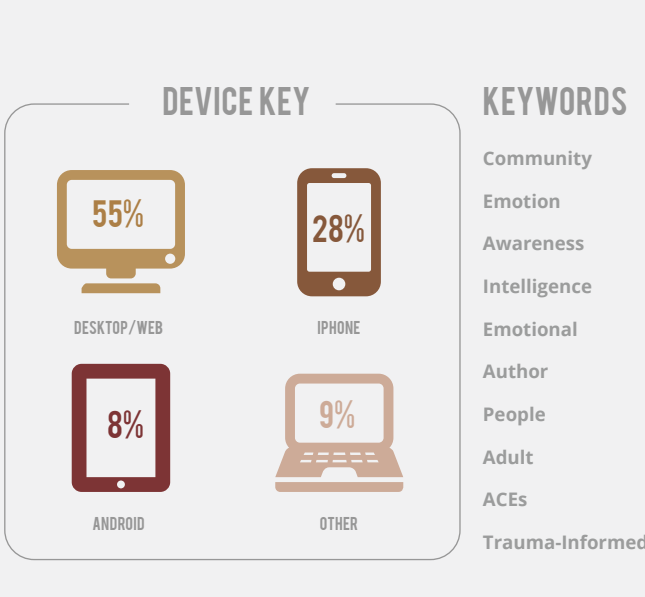 DEVICE KEY
55%
28%
DESKTOP/WEB
IPHONE
8%
9%
ANDROID
OTHER
KEYWORDS
Community
Emotion
Awareness
Intelligence
Emotional
Author
People
Adult
ACEs
Trauma-Informed